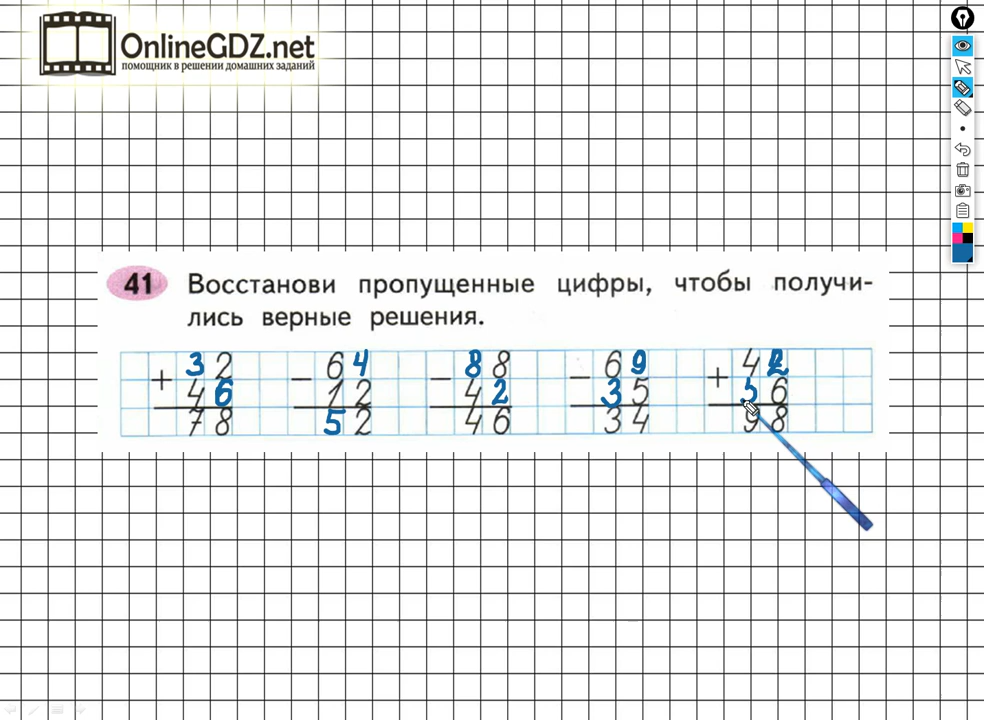 OnlineGDZ.net
помощник в решении домашних заданий
41 Восстанови пропущенные цифры, чтобы получи-
лись верные решения.
32 64 88 69 42
+ 46 - 12 - 42 - 35 + 56
78 52 46 34 98